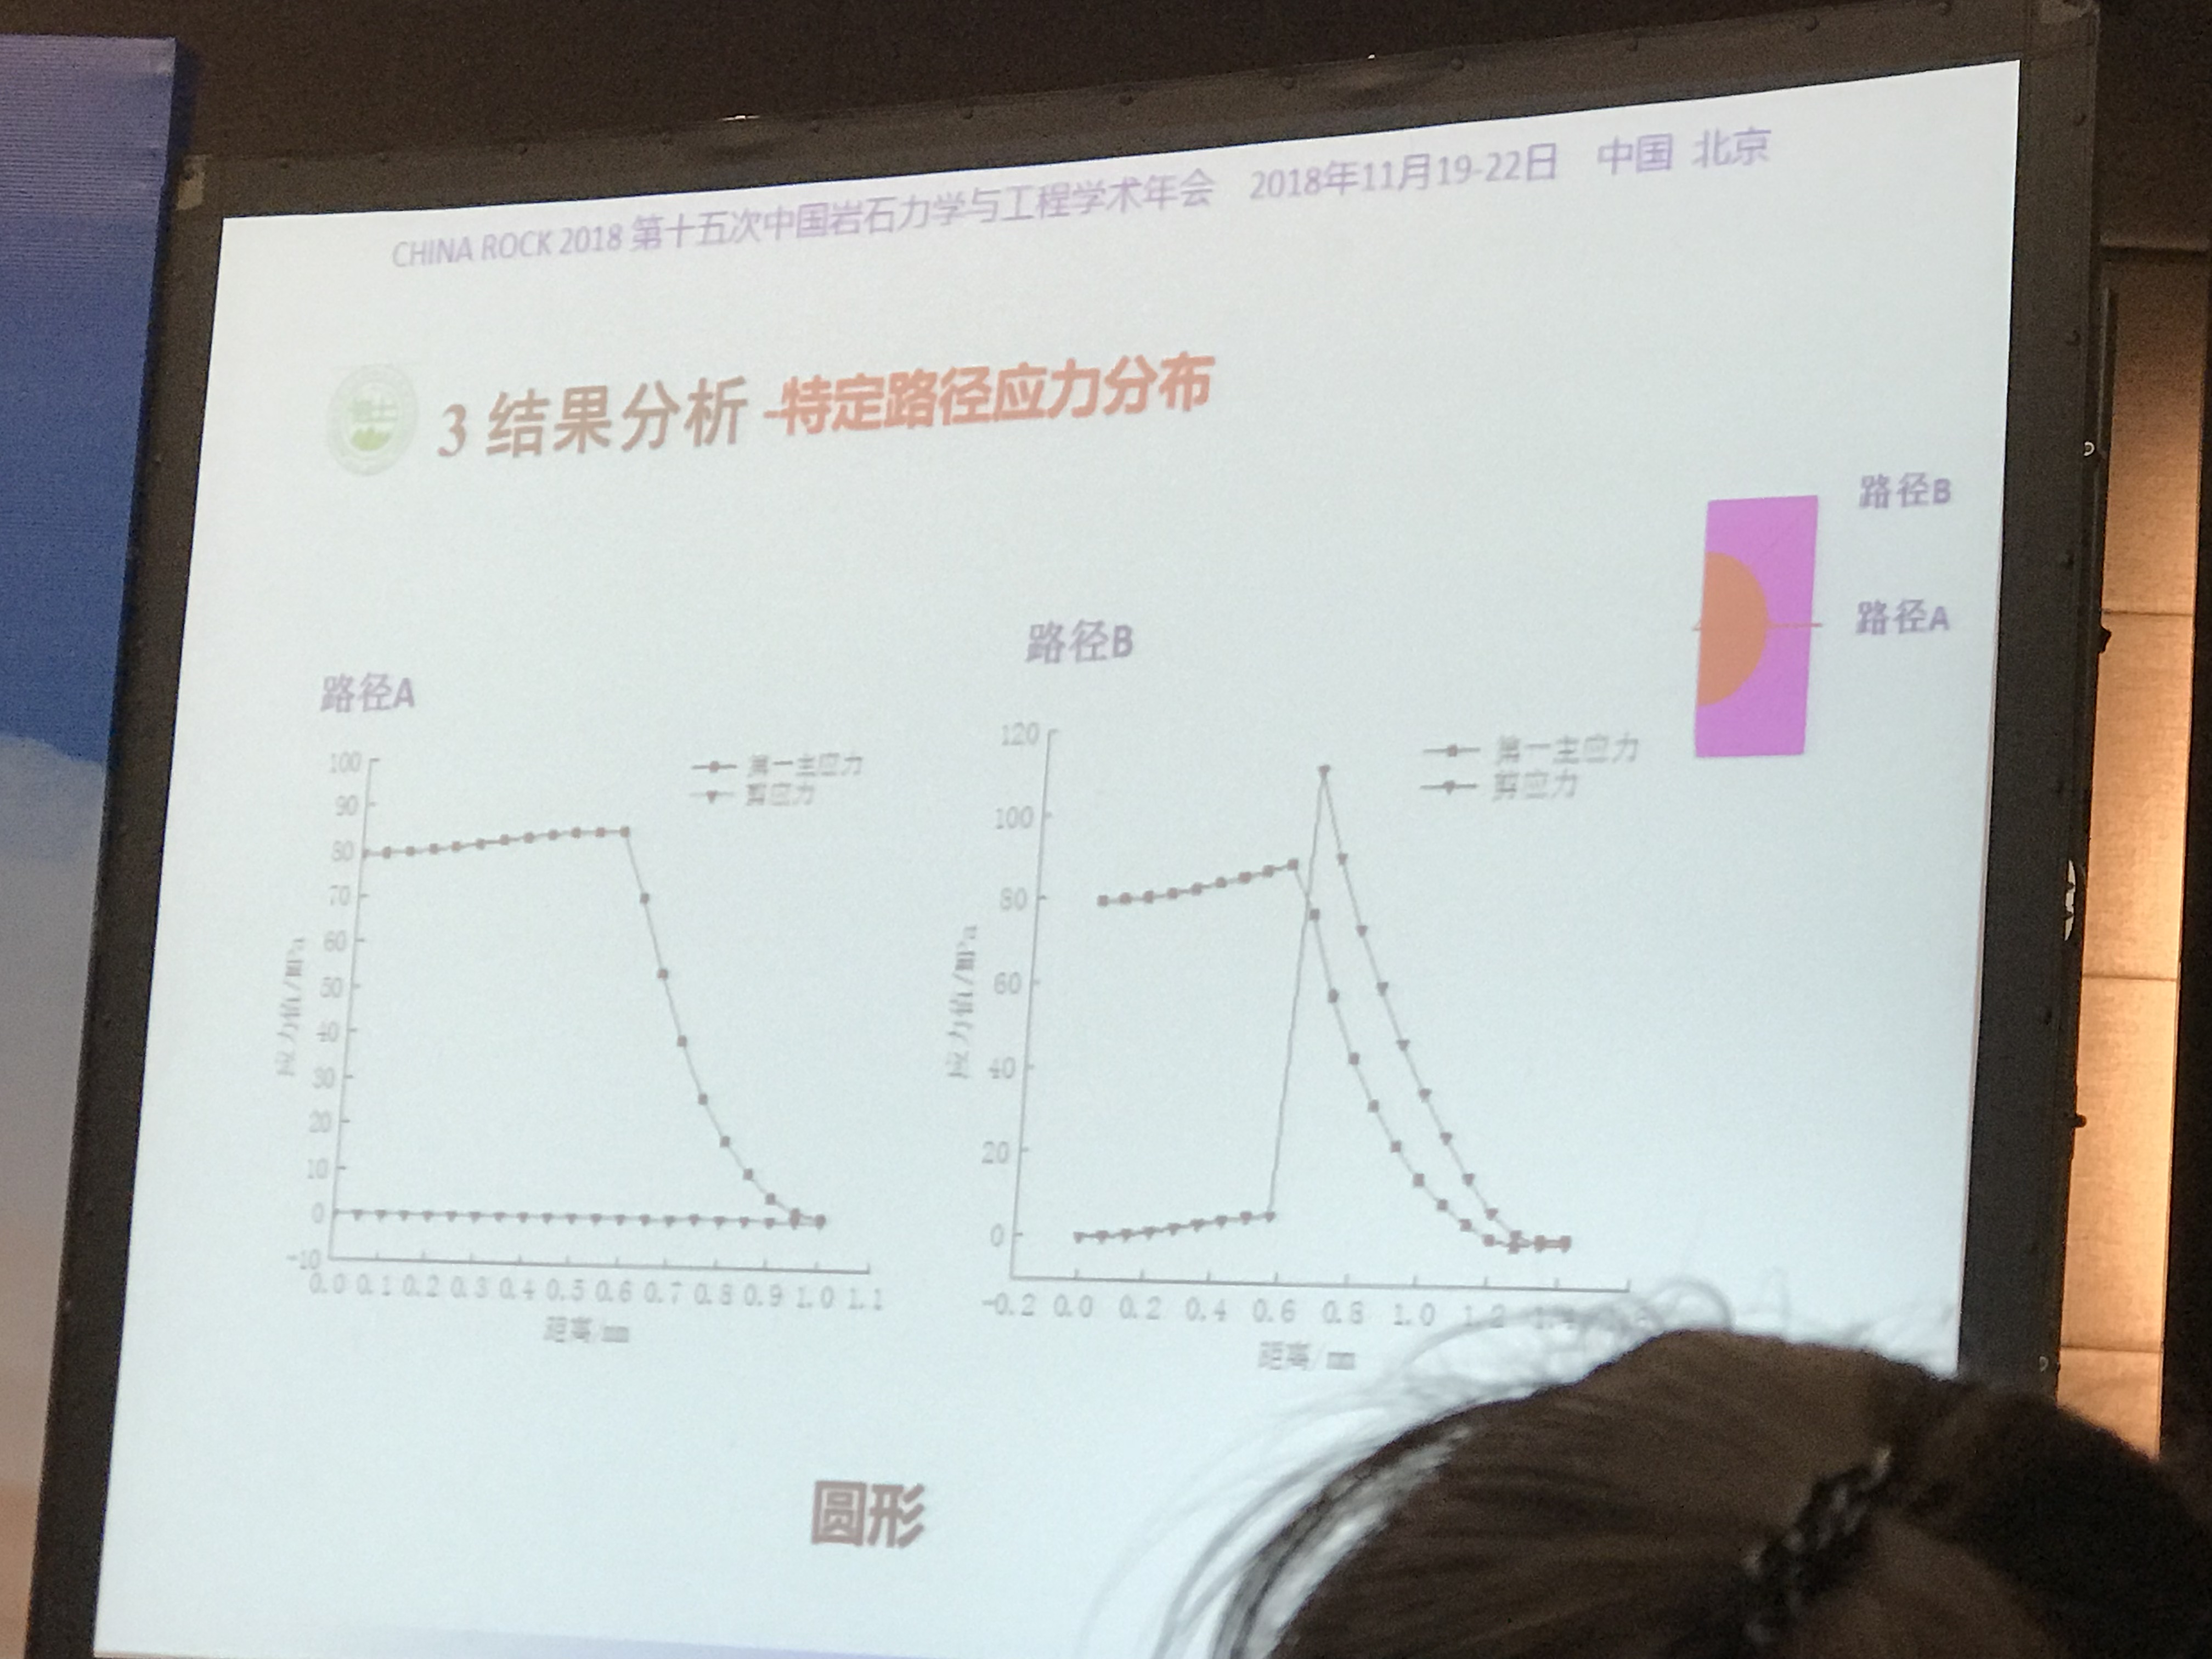 CHINA ROCK 2018 第十五次中国岩石力学与工程学术年会 2018年11月19-22日 中国 北京
3 结果分析-特定路径应力分布
路径B
路径A
路径A
路径B
第一主应力
剪应力
100
90
80
70
60
50
40
30
20
10
0
-10
应力值/MPa
0.0 0.1 0.2 0.3 0.4 0.5 0.6 0.7 0.8 0.9 1.0 1.1
距离/mm
第一主应力
剪应力
120
100
80
60
40
20
0
应力值/MPa
-0.2 0.0 0.2 0.4 0.6 0.8 1.0 1.2 1.4
距离/mm
圆形